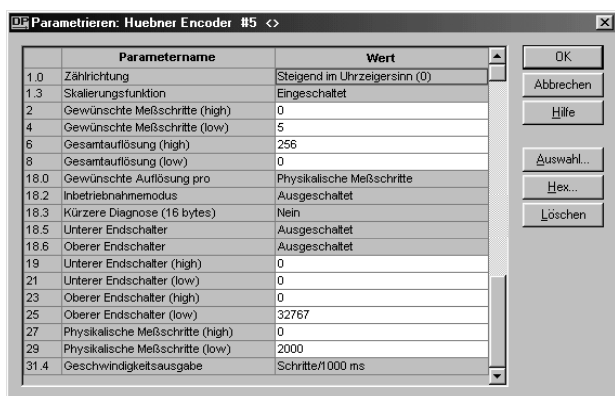 DP Parametrieren: Huebner Encoder #5 <>
Parametername Wert
1.0 Zählrichtung Steigend im Uhrzeigersinn (0)
1.3 Skalierungsfunktion Eingeschaltet
2 Gewünschte Meßschritte (high) 0
4 Gewünschte Meßschritte (low) 5
6 Gesamtauflösung (high) 256
8 Gesamtauflösung (low) 0
18.0 Gewünschte Auflösung pro Physikalische Meßschritte
18.2 Inbetriebnahmemodus Ausgeschaltet
18.3 Kürzere Diagnose (16 bytes) Nein
18.5 Unterer Endschalter Ausgeschaltet
18.6 Oberer Endschalter Ausgeschaltet
19 Unterer Endschalter (high) 0
21 Unterer Endschalter (low) 0
23 Oberer Endschalter (high) 0
25 Oberer Endschalter (low) 32767
27 Physikalische Meßschritte (high) 0
29 Physikalische Meßschritte (low) 2000
31.4 Geschwindigkeitsausgabe Schritte/1000 ms
OK
Abbrechen
Hilfe
Auswahl...
Hex...
Löschen